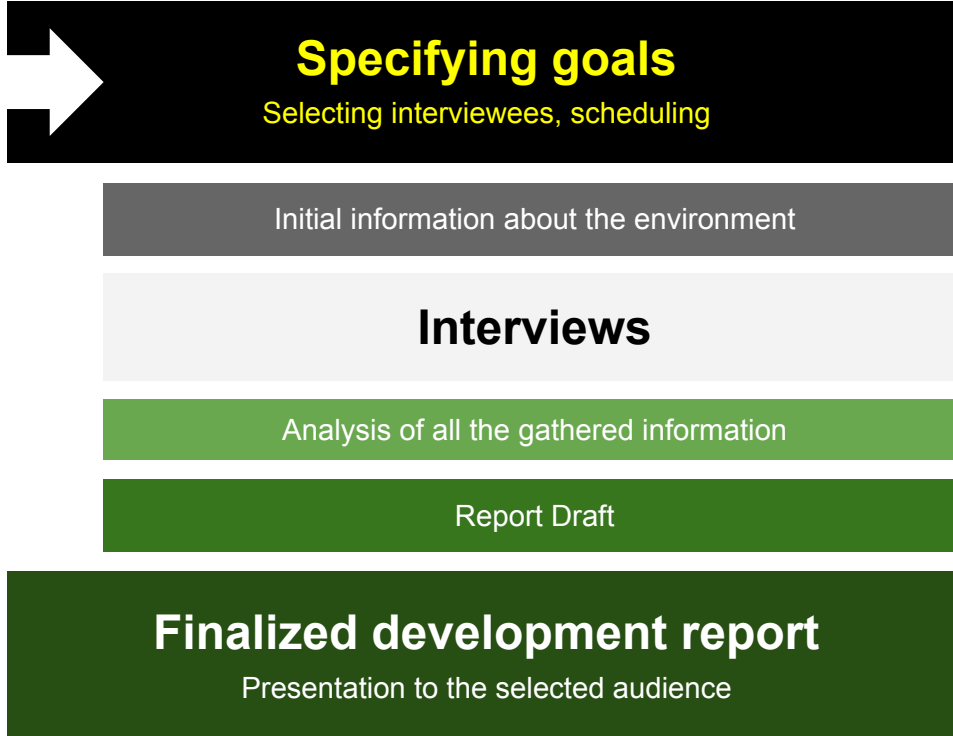 Specifying goals
Selecting interviewees, scheduling
Initial information about the environment
Interviews
Analysis of all the gathered information
Report Draft
Finalized development report
Presentation to the selected audience